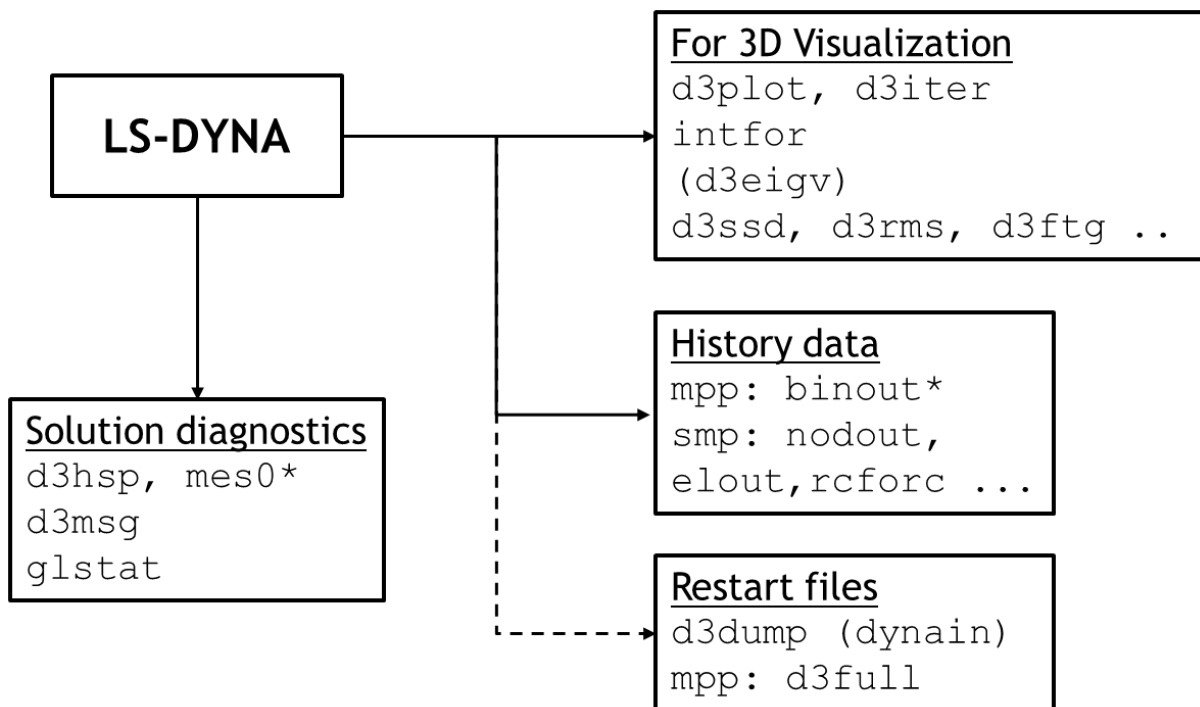 LS-DYNA
For 3D Visualization
d3plot, d3iter
intfor
(d3eigv)
d3ssd, d3rms, d3ftg ..
History data
mpp: binout*
smp: nodout,
elout,rcforc ...
Solution diagnostics
d3hsp, mes0*
d3msg
glstat
Restart files
d3dump (dynain)
mpp: d3full